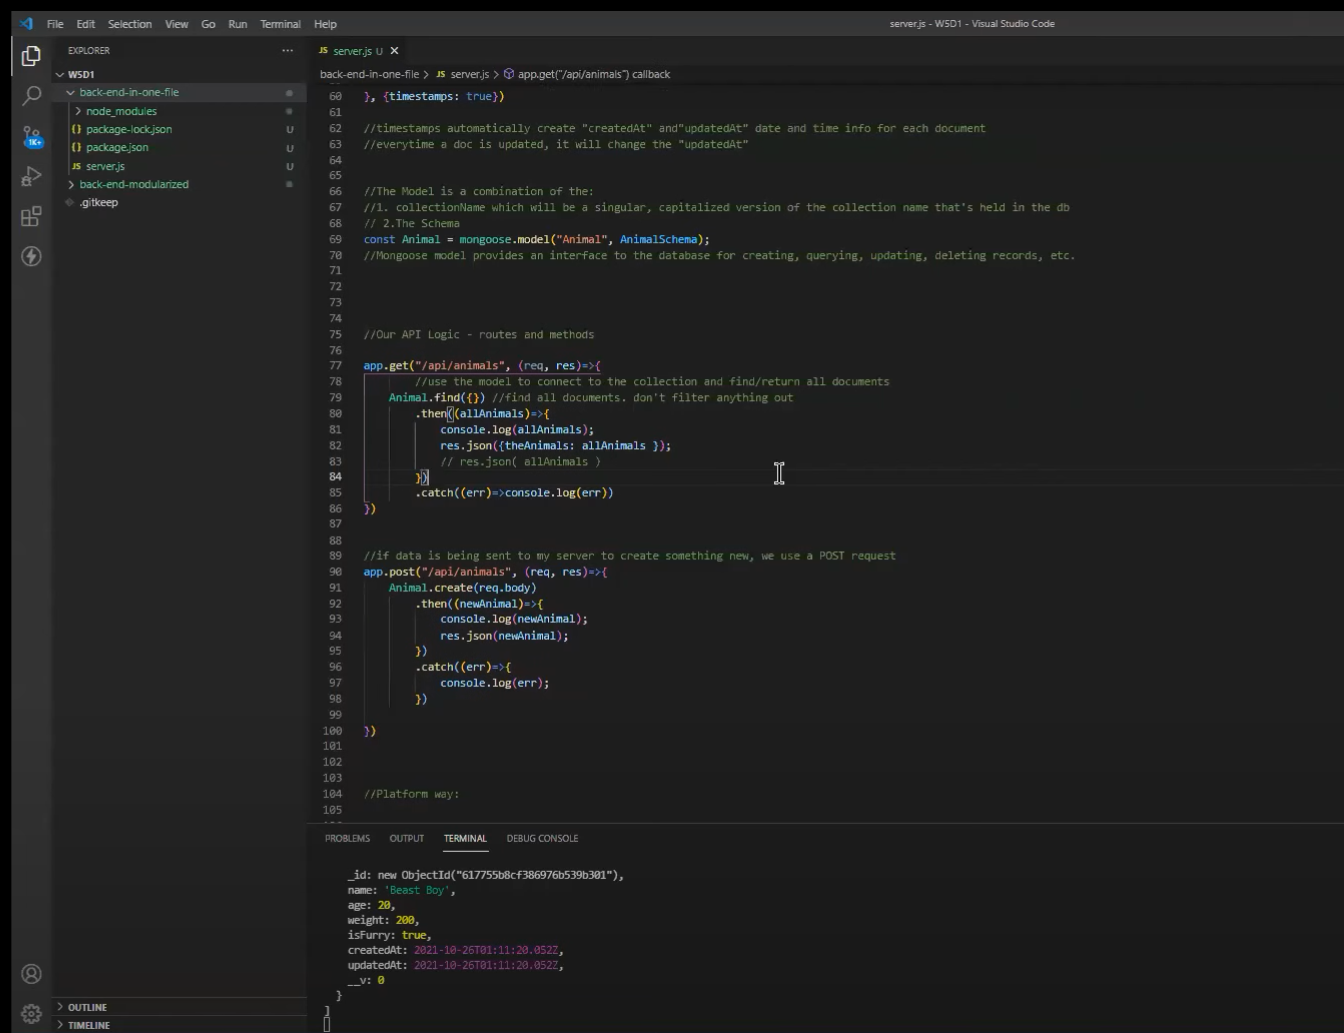 File Edit Selection View Go Run Terminal Help
server.js - W5D1 - Visual Studio Code
EXPLORER ...
W5D1
back-end-in-one-file
node_modules
package-lock.json U
package.json U
server.js U
back-end-modularized
.gitkeep
1K+
OUTLINE
TIMELINE
JS server.js U
back-end-in-one-file > JS server.js > app.get("/api/animals") callback
60 }, {timestamps: true})
61
62 //timestamps automatically create "createdAt" and"updatedAt" date and time info for each document
63 //everytime a doc is updated, it will change the "updatedAt"
64
65
66 //The Model is a combination of the:
67 //1. collectionName which will be a singular, capitalized version of the collection name that's held in the db
68 // 2.The Schema
69 const Animal = mongoose.model("Animal", AnimalSchema);
70 //Mongoose model provides an interface to the database for creating, querying, updating, deleting records, etc.
71
72
73
74
75 //Our API Logic - routes and methods
76
77 app.get("/api/animals", (req, res)=>{
78 //use the model to connect to the collection and find/return all documents
79 Animal.find({}) //find all documents. don't filter anything out
80 .then((allAnimals)=>{
81 console.log(allAnimals);
82 res.json({theAnimals: allAnimals });
83 // res.json( allAnimals )
84 })
85 .catch((err)=>console.log(err))
86 })
87
88
89 //if data is being sent to my server to create something new, we use a POST request
90 app.post("/api/animals", (req, res)=>{
91 Animal.create(req.body)
92 .then((newAnimal)=>{
93 console.log(newAnimal);
94 res.json(newAnimal);
95 })
96 .catch((err)=>{
97 console.log(err);
98 })
99
100 })
101
102
103
104 //Platform way:
105
PROBLEMS OUTPUT TERMINAL DEBUG CONSOLE
_id: new ObjectId("617755b8cf386976b539b301"),
name: 'Beast Boy',
age: 20,
weight: 200,
isFurry: true,
createdAt: 2021-10-26T01:11:20.052Z,
updatedAt: 2021-10-26T01:11:20.052Z,
__v: 0
}
]